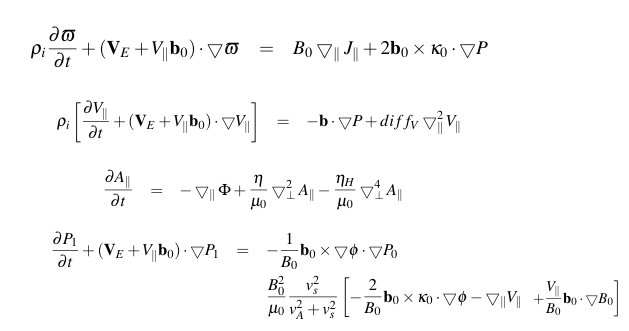 ρ_i ∂ϖ/∂t + (V_E + V_∥ b_0) · ▽ϖ = B_0 ▽_∥ J_∥ + 2b_0 × κ_0 · ▽P
ρ_i [∂V_∥/∂t + (V_E + V_∥ b_0) · ▽V_∥] = −b · ▽P + diff_V ▽_∥^2 V_∥
∂A_∥/∂t = − ▽_∥ Φ + η/μ_0 ▽_⊥^2 A_∥ − η_H/μ_0 ▽_⊥^4 A_∥
∂P_1/∂t + (V_E + V_∥ b_0) · ▽P_1 = −1/B_0 b_0 × ▽ϕ · ▽P_0
B_0^2/μ_0 v_s^2/(v_A^2 + v_s^2) [−2/B_0 b_0 × κ_0 · ▽ϕ − ▽_∥ V_∥ + V_∥/B_0 b_0 · ▽B_0]